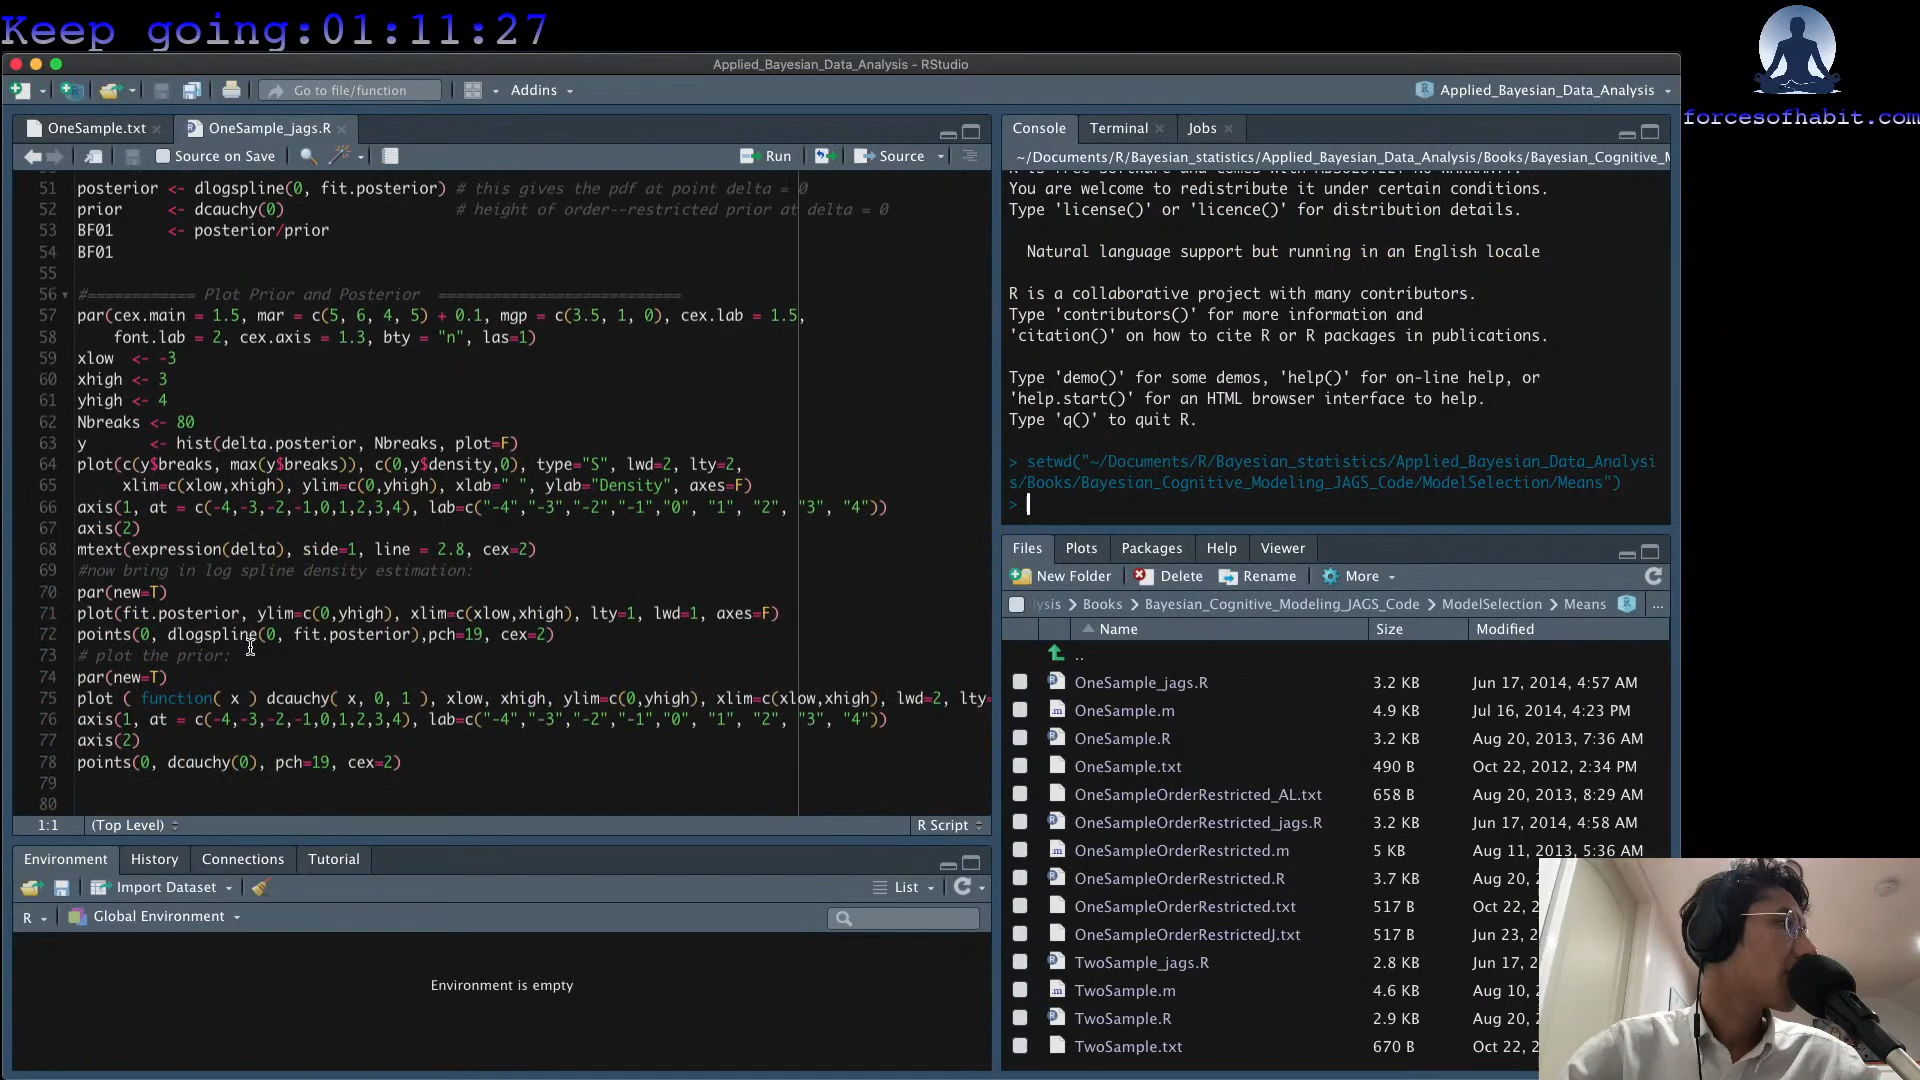 Keep going:01:11:27
forcesofhabit.com
Applied_Bayesian_Data_Analysis - RStudio
Go to file/function
Addins
Applied_Bayesian_Data_Analysis
OneSample.txt
OneSample_jags.R
Source on Save
Run
Source
51 posterior <- dlogspline(0, fit.posterior) # this gives the pdf at point delta = 0
52 prior     <- dcauchy(0)                   # height of order--restricted prior at delta = 0
53 BF01      <- posterior/prior
54 BF01
55
56 #============ Plot Prior and Posterior  ===========================
57 par(cex.main = 1.5, mar = c(5, 6, 4, 5) + 0.1, mgp = c(3.5, 1, 0), cex.lab = 1.5,
58     font.lab = 2, cex.axis = 1.3, bty = "n", las=1)
59 xlow  <- -3
60 xhigh <- 3
61 yhigh <- 4
62 Nbreaks <- 80
63 y       <- hist(delta.posterior, Nbreaks, plot=F)
64 plot(c(y$breaks, max(y$breaks)), c(0,y$density,0), type="S", lwd=2, lty=2,
65      xlim=c(xlow,xhigh), ylim=c(0,yhigh), xlab=" ", ylab="Density", axes=F)
66 axis(1, at = c(-4,-3,-2,-1,0,1,2,3,4), lab=c("-4","-3","-2","-1","0", "1", "2", "3", "4"))
67 axis(2)
68 mtext(expression(delta), side=1, line = 2.8, cex=2)
69 #now bring in log spline density estimation:
70 par(new=T)
71 plot(fit.posterior, ylim=c(0,yhigh), xlim=c(xlow,xhigh), lty=1, lwd=1, axes=F)
72 points(0, dlogspline(0, fit.posterior),pch=19, cex=2)
73 # plot the prior:
74 par(new=T)
75 plot ( function( x ) dcauchy( x, 0, 1 ), xlow, xhigh, ylim=c(0,yhigh), xlim=c(xlow,xhigh), lwd=2, lty=
76 axis(1, at = c(-4,-3,-2,-1,0,1,2,3,4), lab=c("-4","-3","-2","-1","0", "1", "2", "3", "4"))
77 axis(2)
78 points(0, dcauchy(0), pch=19, cex=2)
79
80
1:1
(Top Level)
R Script
Environment
History
Connections
Tutorial
Import Dataset
List
R
Global Environment
Environment is empty
Console
Terminal
Jobs
~/Documents/R/Bayesian_statistics/Applied_Bayesian_Data_Analysis/Books/Bayesian_Cognitive_M
You are welcome to redistribute it under certain conditions.
Type 'license()' or 'licence()' for distribution details.
Natural language support but running in an English locale
R is a collaborative project with many contributors.
Type 'contributors()' for more information and
'citation()' on how to cite R or R packages in publications.
Type 'demo()' for some demos, 'help()' for on-line help, or
'help.start()' for an HTML browser interface to help.
Type 'q()' to quit R.
> setwd("~/Documents/R/Bayesian_statistics/Applied_Bayesian_Data_Analysi
s/Books/Bayesian_Cognitive_Modeling_JAGS_Code/ModelSelection/Means")
>
Files
Plots
Packages
Help
Viewer
New Folder
Delete
Rename
More
lysis
Books
Bayesian_Cognitive_Modeling_JAGS_Code
ModelSelection
Means
...
Name Size Modified
..
OneSample_jags.R 3.2 KB Jun 17, 2014, 4:57 AM
OneSample.m 4.9 KB Jul 16, 2014, 4:23 PM
OneSample.R 3.2 KB Aug 20, 2013, 7:36 AM
OneSample.txt 490 B Oct 22, 2012, 2:34 PM
OneSampleOrderRestricted_AL.txt 658 B Aug 20, 2013, 8:29 AM
OneSampleOrderRestricted_jags.R 3.2 KB Jun 17, 2014, 4:58 AM
OneSampleOrderRestricted.m 5 KB Aug 11, 2013, 5:36 AM
OneSampleOrderRestricted.R 3.7 KB Aug 20,
OneSampleOrderRestricted.txt 517 B Oct 22, 2
OneSampleOrderRestrictedJ.txt 517 B Jun 23, 2
TwoSample_jags.R 2.8 KB Jun 17, 2
TwoSample.m 4.6 KB Aug 10,
TwoSample.R 2.9 KB Aug 20,
TwoSample.txt 670 B Oct 22,